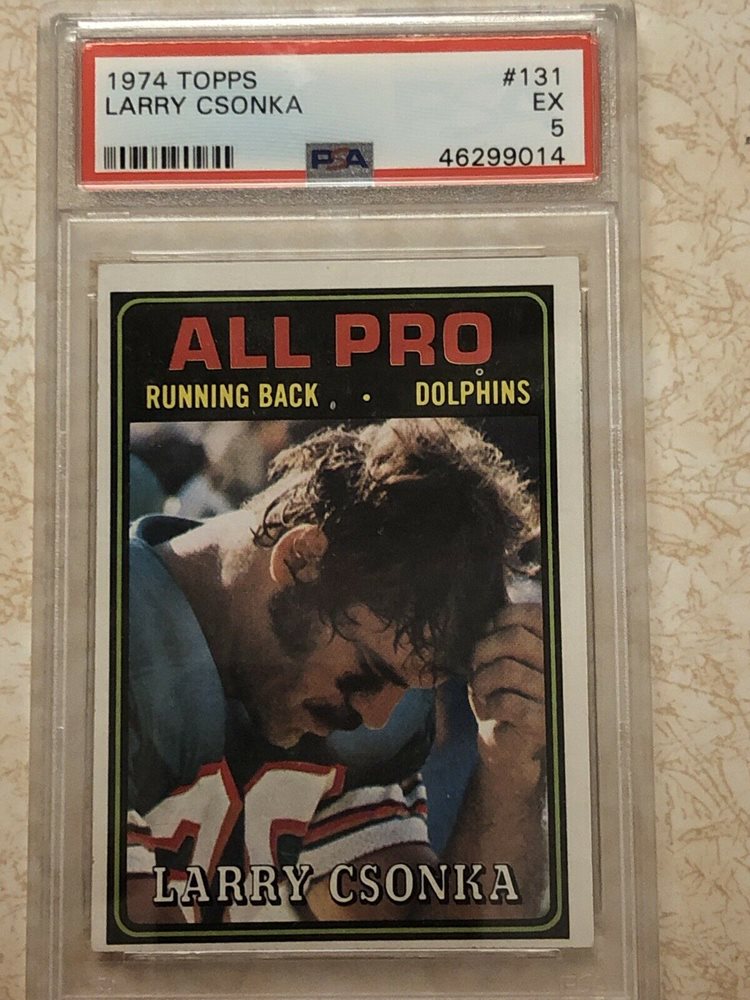 1974 TOPPS #131
LARRY CSONKA EX
5
PSA 46299014
ALL PRO
RUNNING BACK • DOLPHINS
LARRY CSONKA